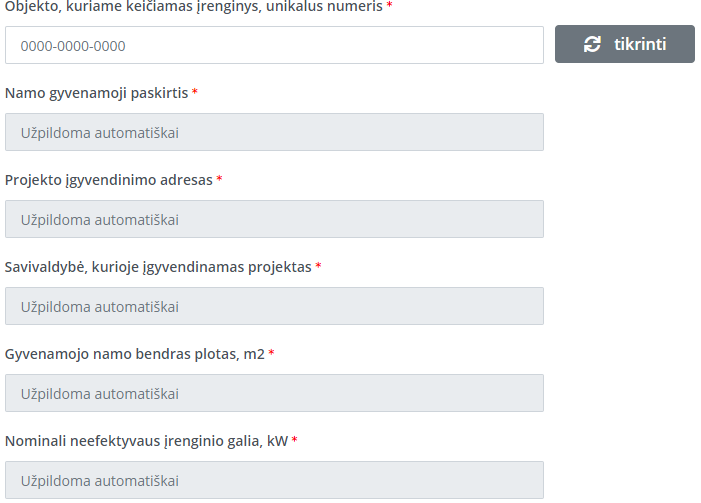 Objekto, kuriame keičiamas įrenginys, unikalus numeris *
0000-0000-0000
tikrinti
Namo gyvenamoji paskirtis *
Užpildoma automatiškai
Projekto įgyvendinimo adresas *
Užpildoma automatiškai
Savivaldybė, kurioje įgyvendinamas projektas *
Užpildoma automatiškai
Gyvenamojo namo bendras plotas, m2 *
Užpildoma automatiškai
Nominali neefektyvaus įrenginio galia, kW *
Užpildoma automatiškai